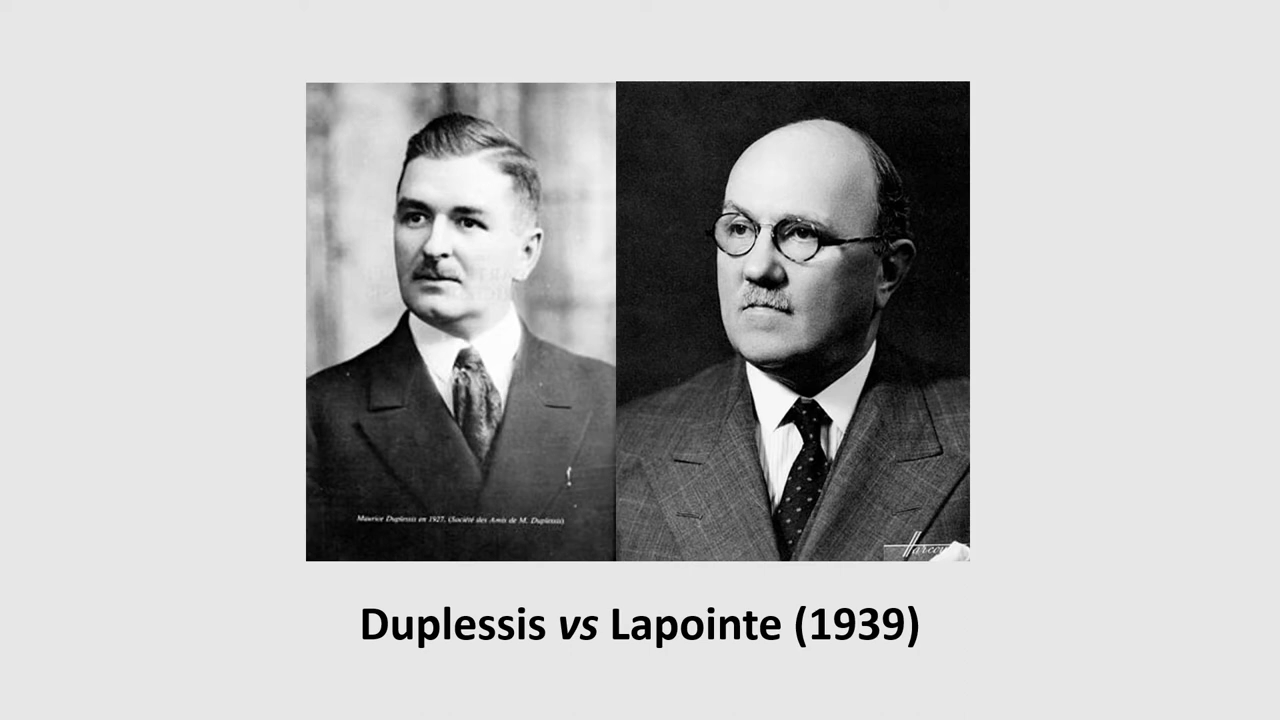 Maurice Duplessis en 1927. (Société des Amis de M. Duplessis).
Duplessis vs Lapointe (1939)